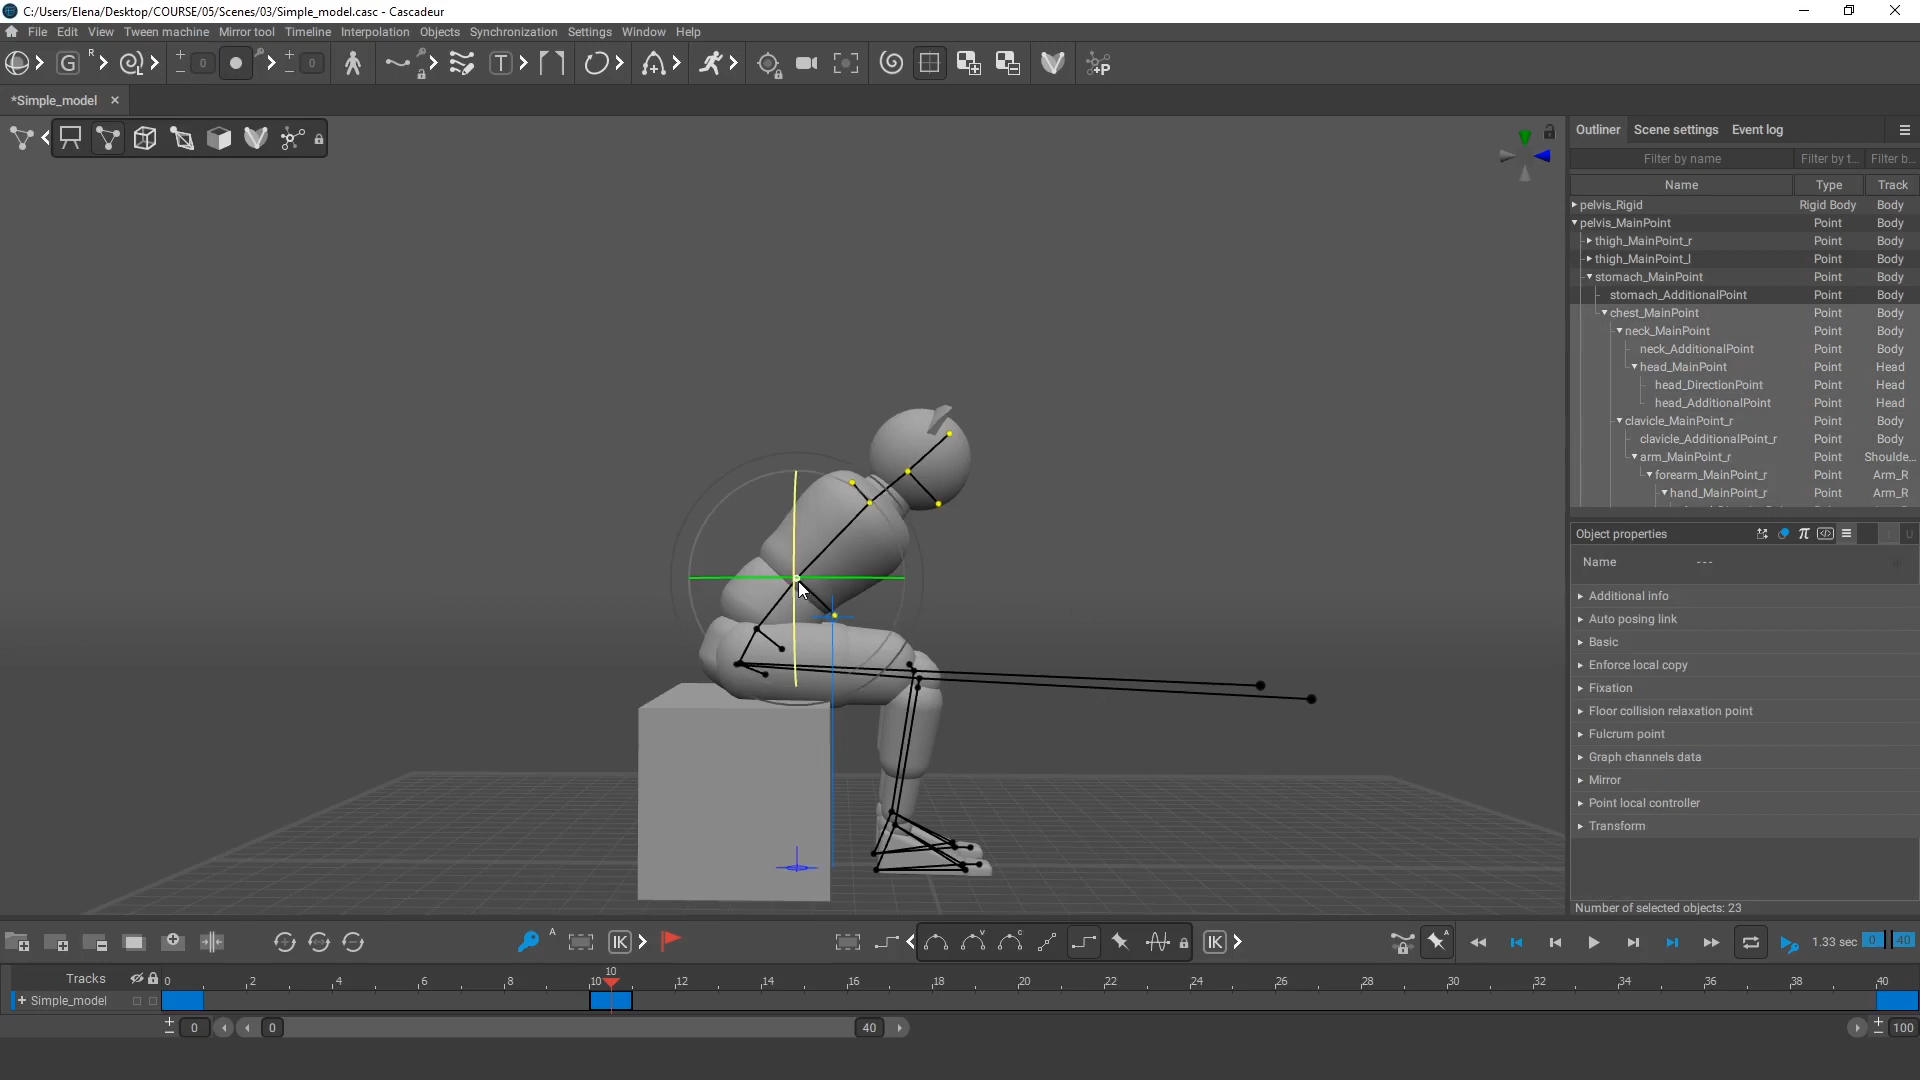 C:/Users/Elena/Desktop/COURSE/05/Scenes/03/Simple_model.casc - Cascadeur
File Edit View Tween machine Mirror tool Timeline Interpolation Objects Synchronization Settings Window Help
G R 0 0 T P
*Simple_model
Outliner Scene settings Event log
Filter by name Filter by t... Filter b...
Name Type Track
pelvis_Rigid Rigid Body Body
pelvis_MainPoint Point Body
thigh_MainPoint_r Point Body
thigh_MainPoint_l Point Body
stomach_MainPoint Point Body
stomach_AdditionalPoint Point Body
chest_MainPoint Point Body
neck_MainPoint Point Body
neck_AdditionalPoint Point Body
head_MainPoint Point Head
head_DirectionPoint Point Head
head_AdditionalPoint Point Head
clavicle_MainPoint_r Point Body
clavicle_AdditionalPoint_r Point Body
arm_MainPoint_r Point Shoulde...
forearm_MainPoint_r Point Arm_R
hand_MainPoint_r Point Arm_R
Object properties
Name ---
Additional info
Auto posing link
Basic
Enforce local copy
Fixation
Floor collision relaxation point
Fulcrum point
Graph channels data
Mirror
Point local controller
Transform
Number of selected objects: 23
A IK V C IK A 1.33 sec 0 40
Tracks 0 2 4 6 8 10 10 12 14 16 18 20 22 24 26 28 30 32 34 36 38 40
+ Simple_model
0 0 40 100